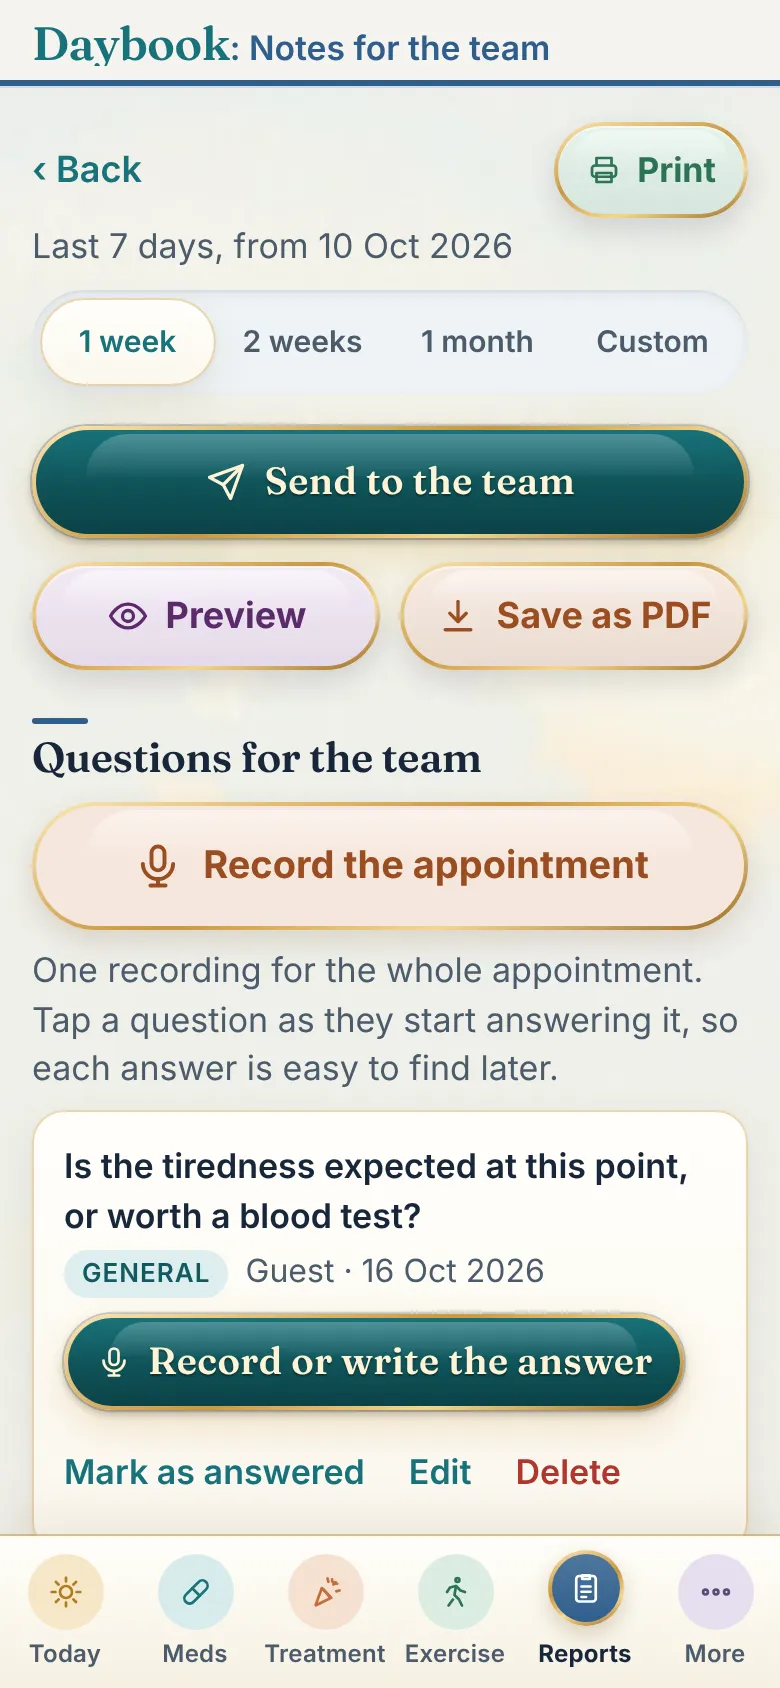 Daybook: Notes for the team
‹ Back
Print
Last 7 days, from 10 Oct 2026
1 week 2 weeks 1 month Custom
Send to the team
Preview
Save as PDF
Questions for the team
Record the appointment
One recording for the whole appointment.
Tap a question as they start answering it, so
each answer is easy to find later.
Is the tiredness expected at this point,
or worth a blood test?
GENERAL Guest · 16 Oct 2026
Record or write the answer
Mark as answered Edit Delete
Today Meds Treatment Exercise Reports More